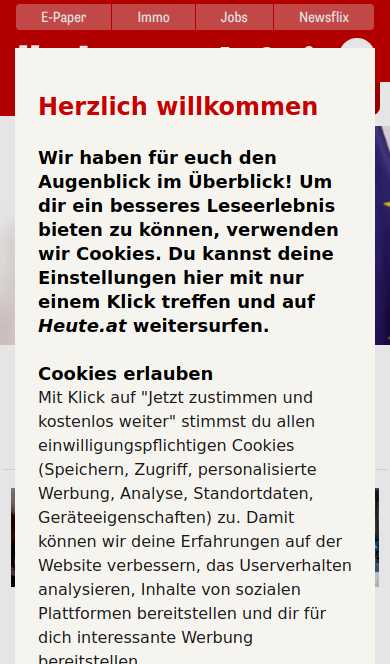 E-Paper Immo Jobs Newsflix
Herzlich willkommen
Wir haben für euch den
Augenblick im Überblick! Um
dir ein besseres Leseerlebnis
bieten zu können, verwenden
wir Cookies. Du kannst deine
Einstellungen hier mit nur
einem Klick treffen und auf
Heute.at weitersurfen.
Cookies erlauben
Mit Klick auf "Jetzt zustimmen und
kostenlos weiter" stimmst du allen
einwilligungspflichtigen Cookies
(Speichern, Zugriff, personalisierte
Werbung, Analyse, Standortdaten,
Geräteeigenschaften) zu. Damit
können wir deine Erfahrungen auf der
Website verbessern, das Userverhalten
analysieren, Inhalte von sozialen
Plattformen bereitstellen und dir für
dich interessante Werbung
bereitstellen